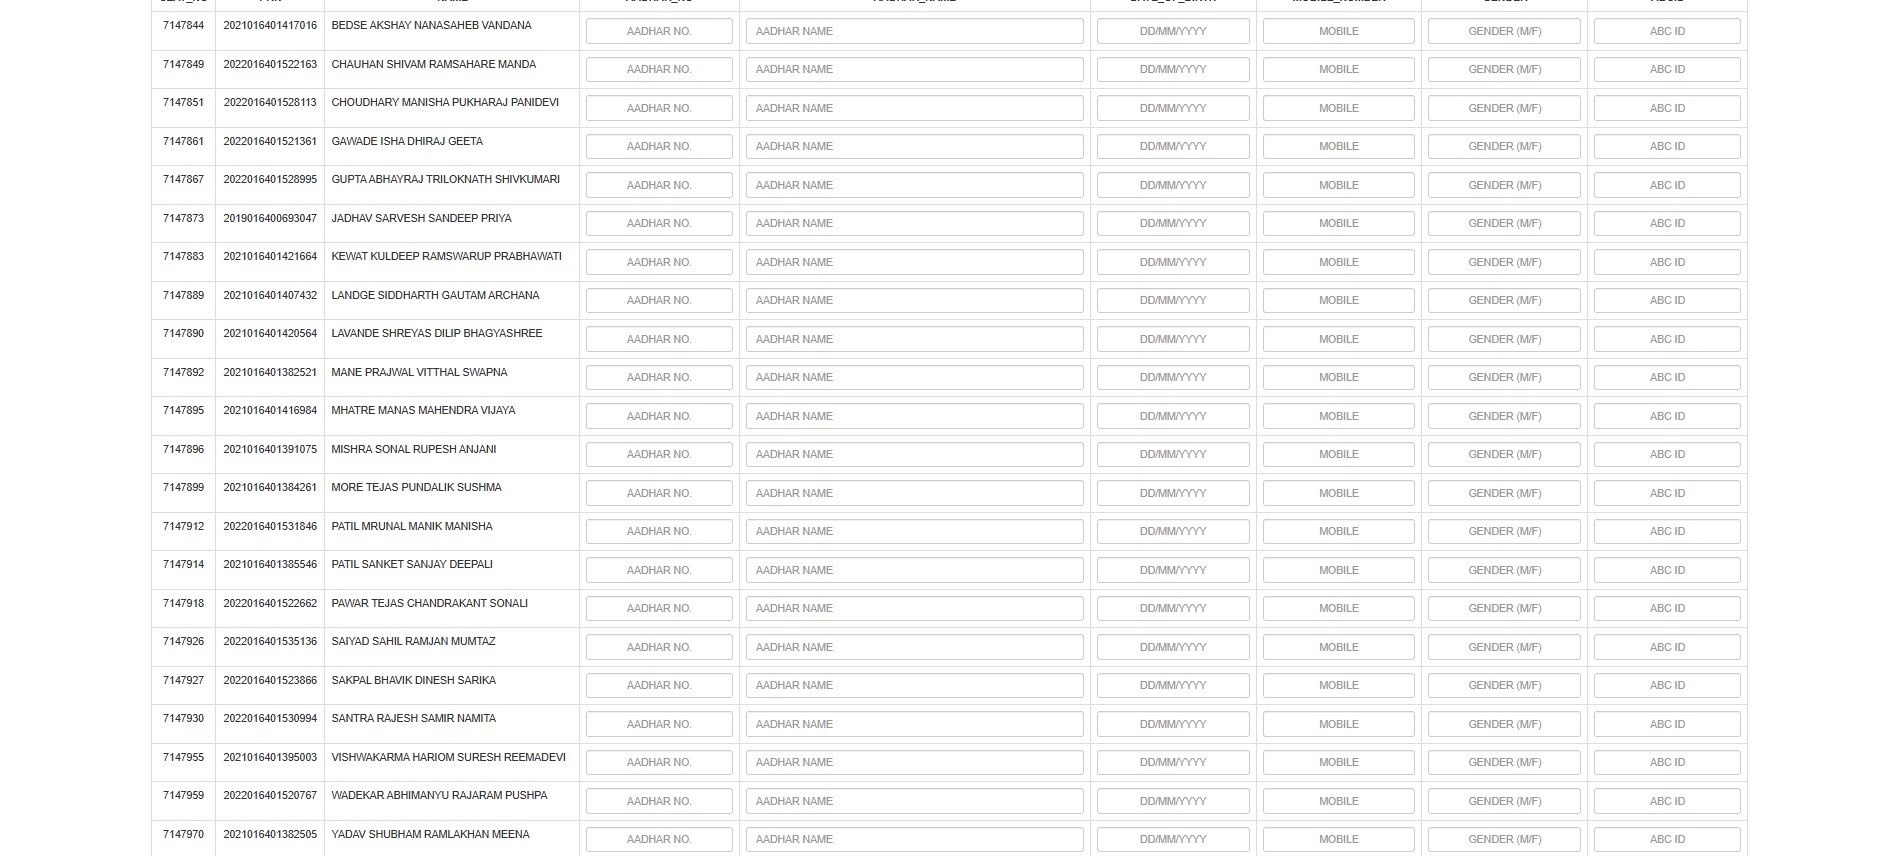 SEAT_NO PRN NAME AADHAR_NO AADHAR_NAME DATE_OF_BIRTH MOBILE_NUMBER GENDER ABCID
7147844 2021016401417016 BEDSE AKSHAY NANASAHEB VANDANA AADHAR NO. AADHAR NAME DD/MM/YYYY MOBILE GENDER (M/F) ABC ID
7147849 2022016401522163 CHAUHAN SHIVAM RAMSAHARE MANDA AADHAR NO. AADHAR NAME DD/MM/YYYY MOBILE GENDER (M/F) ABC ID
7147851 2022016401528113 CHOUDHARY MANISHA PUKHARAJ PANIDEVI AADHAR NO. AADHAR NAME DD/MM/YYYY MOBILE GENDER (M/F) ABC ID
7147861 2022016401521361 GAWADE ISHA DHIRAJ GEETA AADHAR NO. AADHAR NAME DD/MM/YYYY MOBILE GENDER (M/F) ABC ID
7147867 2022016401528995 GUPTA ABHAYRAJ TRILOKNATH SHIVKUMARI AADHAR NO. AADHAR NAME DD/MM/YYYY MOBILE GENDER (M/F) ABC ID
7147873 2019016400693047 JADHAV SARVESH SANDEEP PRIYA AADHAR NO. AADHAR NAME DD/MM/YYYY MOBILE GENDER (M/F) ABC ID
7147883 2021016401421664 KEWAT KULDEEP RAMSWARUP PRABHAWATI AADHAR NO. AADHAR NAME DD/MM/YYYY MOBILE GENDER (M/F) ABC ID
7147889 2021016401407432 LANDGE SIDDHARTH GAUTAM ARCHANA AADHAR NO. AADHAR NAME DD/MM/YYYY MOBILE GENDER (M/F) ABC ID
7147890 2021016401420564 LAVANDE SHREYAS DILIP BHAGYASHREE AADHAR NO. AADHAR NAME DD/MM/YYYY MOBILE GENDER (M/F) ABC ID
7147892 2021016401382521 MANE PRAJWAL VITTHAL SWAPNA AADHAR NO. AADHAR NAME DD/MM/YYYY MOBILE GENDER (M/F) ABC ID
7147895 2021016401416984 MHATRE MANAS MAHENDRA VIJAYA AADHAR NO. AADHAR NAME DD/MM/YYYY MOBILE GENDER (M/F) ABC ID
7147896 2021016401391075 MISHRA SONAL RUPESH ANJANI AADHAR NO. AADHAR NAME DD/MM/YYYY MOBILE GENDER (M/F) ABC ID
7147899 2021016401384261 MORE TEJAS PUNDALIK SUSHMA AADHAR NO. AADHAR NAME DD/MM/YYYY MOBILE GENDER (M/F) ABC ID
7147912 2022016401531846 PATIL MRUNAL MANIK MANISHA AADHAR NO. AADHAR NAME DD/MM/YYYY MOBILE GENDER (M/F) ABC ID
7147914 2021016401385546 PATIL SANKET SANJAY DEEPALI AADHAR NO. AADHAR NAME DD/MM/YYYY MOBILE GENDER (M/F) ABC ID
7147918 2022016401522662 PAWAR TEJAS CHANDRAKANT SONALI AADHAR NO. AADHAR NAME DD/MM/YYYY MOBILE GENDER (M/F) ABC ID
7147926 2022016401535136 SAIYAD SAHIL RAMJAN MUMTAZ AADHAR NO. AADHAR NAME DD/MM/YYYY MOBILE GENDER (M/F) ABC ID
7147927 2022016401523866 SAKPAL BHAVIK DINESH SARIKA AADHAR NO. AADHAR NAME DD/MM/YYYY MOBILE GENDER (M/F) ABC ID
7147930 2022016401530994 SANTRA RAJESH SAMIR NAMITA AADHAR NO. AADHAR NAME DD/MM/YYYY MOBILE GENDER (M/F) ABC ID
7147955 2021016401395003 VISHWAKARMA HARIOM SURESH REEMADEVI AADHAR NO. AADHAR NAME DD/MM/YYYY MOBILE GENDER (M/F) ABC ID
7147959 2022016401520767 WADEKAR ABHIMANYU RAJARAM PUSHPA AADHAR NO. AADHAR NAME DD/MM/YYYY MOBILE GENDER (M/F) ABC ID
7147970 2021016401382505 YADAV SHUBHAM RAMLAKHAN MEENA AADHAR NO. AADHAR NAME DD/MM/YYYY MOBILE GENDER (M/F) ABC ID